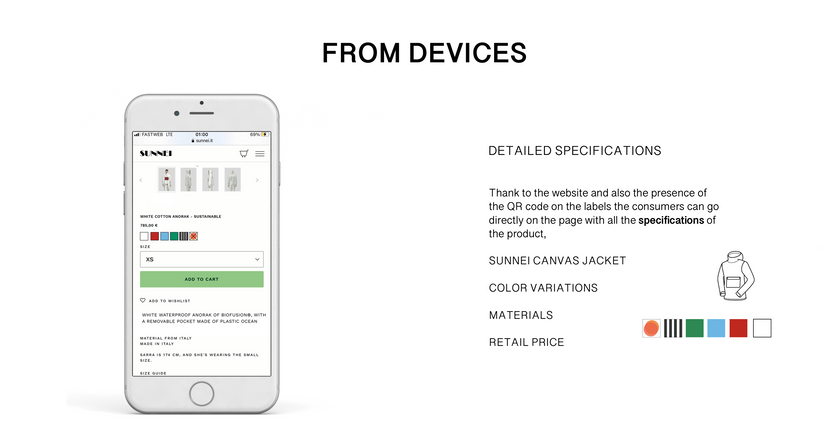 FROM DEVICES
FASTWEB LTE
01:00
69%
sunnei.it
SUNNEI
WHITE COTTON ANORAK - SUSTAINABLE
785,00 €
SIZE
XS
ADD TO CART
ADD TO WISHLIST
WHITE WATERPROOF ANORAK OF BIOFUSION®, WITH
A REMOVABLE POCKET MADE OF PLASTIC OCEAN
MATERIAL FROM ITALY
MADE IN ITALY
SARRA IS 174 CM, AND SHE'S WEARING THE SMALL
SIZE.
SIZE GUIDE
DETAILED SPECIFICATIONS
Thank to the website and also the presence of
the QR code on the labels the consumers can go
directly on the page with all the specifications of
the product,
SUNNEI CANVAS JACKET
COLOR VARIATIONS
MATERIALS
RETAIL PRICE